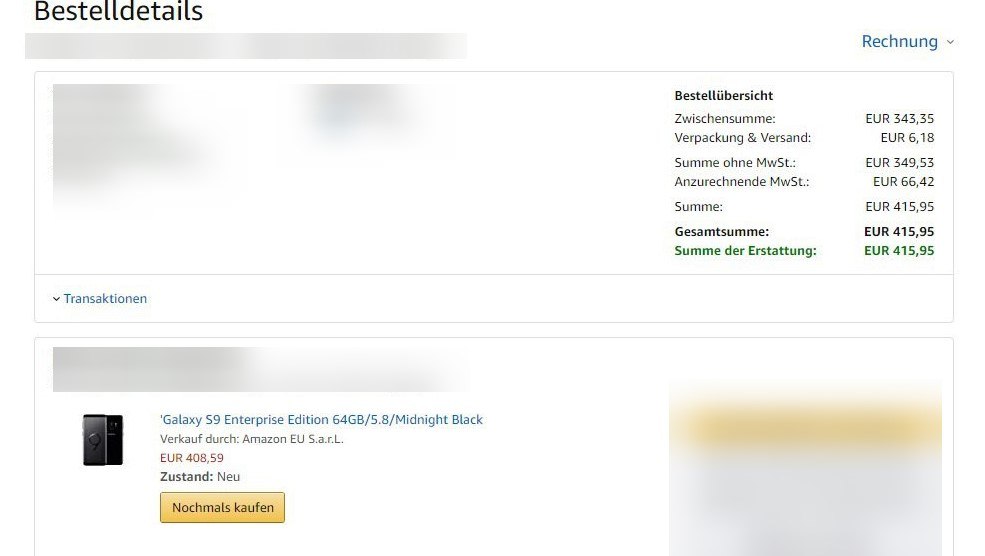 Bestelldetails
Rechnung
Bestellübersicht
Zwischensumme: EUR 343,35
Verpackung & Versand: EUR 6,18
Summe ohne MwSt.: EUR 349,53
Anzurechnende MwSt.: EUR 66,42
Summe: EUR 415,95
Gesamtsumme: EUR 415,95
Summe der Erstattung: EUR 415,95
Transaktionen
'Galaxy S9 Enterprise Edition 64GB/5.8/Midnight Black
Verkauf durch: Amazon EU S.a.r.L.
EUR 408,59
Zustand: Neu
Nochmals kaufen